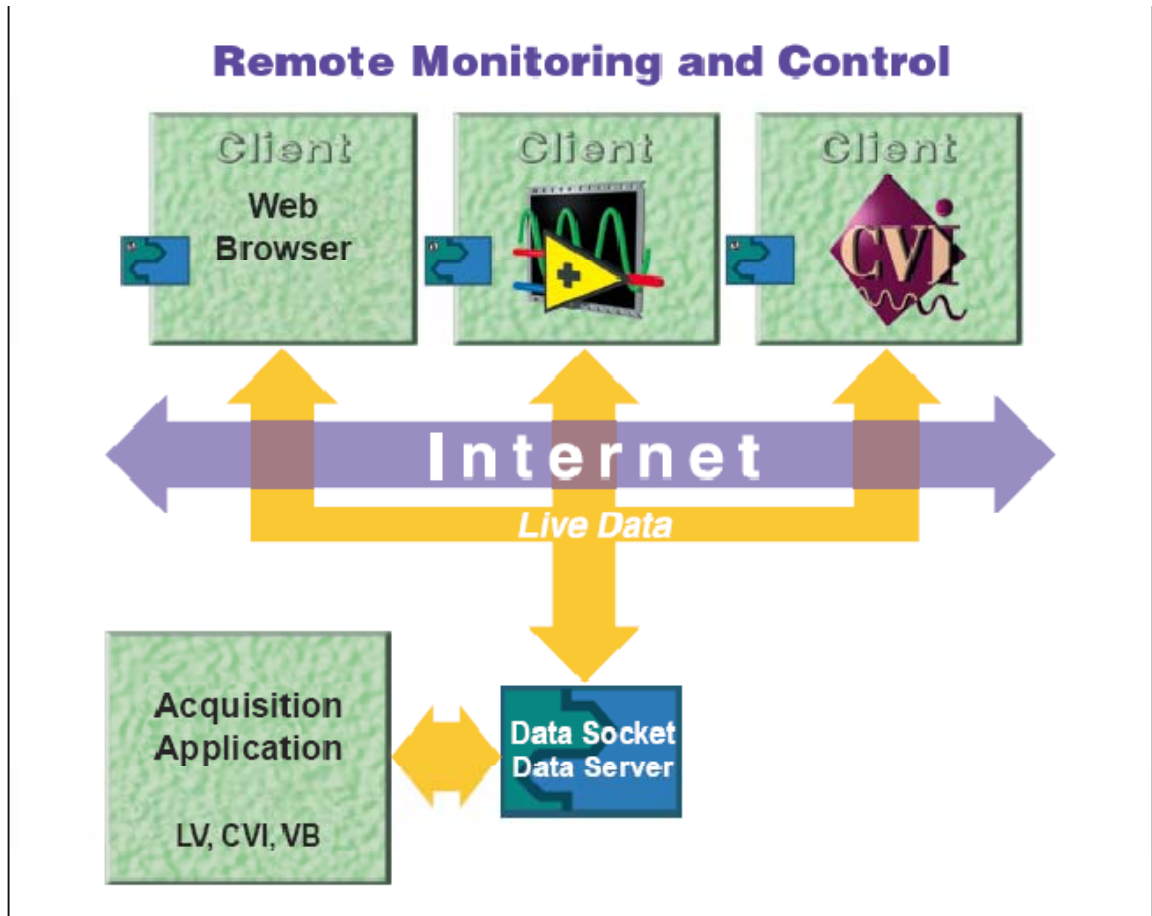 Remote Monitoring and Control
Client
Web
Browser
Client
Client
CVI
Internet
Live Data
Acquisition
Application
LV, CVI, VB
Data Socket
Data Server